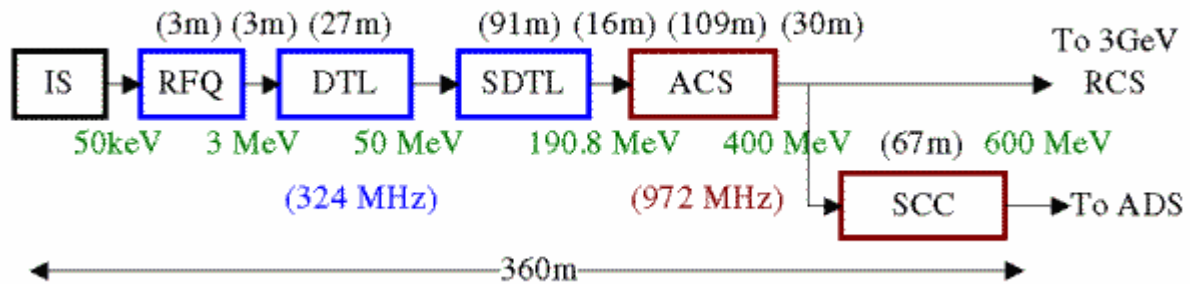 (3m) (3m) (27m) (91m) (16m) (109m) (30m) To 3GeV
IS RFQ DTL SDTL ACS RCS
50keV 3 MeV 50 MeV 190.8 MeV 400 MeV (67m) 600 MeV
(324 MHz) (972 MHz) SCC To ADS
360m